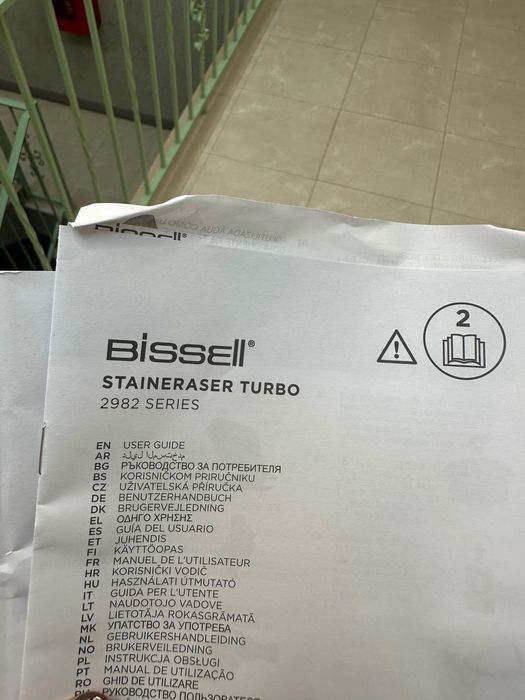 Bissell®
2
BISSELL®
STAINERASER TURBO
2982 SERIES
EN USER GUIDE
AR دليل المستخدم
BG РЪКОВОДСТВО ЗА ПОТРЕБИТЕЛЯ
BS KORISNIČKOM PRIRUČNIKU
CZ UŽIVATELSKÁ PŘÍRUČKA
DE BENUTZERHANDBUCH
DK BRUGERVEJLEDNING
EL ΟΔΗΓΟ ΧΡΗΣΗΣ
ES GUÍA DEL USUARIO
ET JUHENDIS
FI KÄYTTÖOPAS
FR MANUEL DE L'UTILISATEUR
HR KORISNIČKI VODIČ
HU HASZNÁLATI ÚTMUTATÓ
IT GUIDA PER L'UTENTE
LT NAUDOTOJO VADOVE
LV LIETOTĀJA ROKASGRĀMATĀ
MK УПАТСТВО ЗА УПОТРЕБА
NL GEBRUIKERSHANDLEIDING
NO BRUKERVEILEDNING
PL INSTRUKCJA OBSŁUGI
PT MANUAL DE UTILIZAÇÃO
RO GHID DE UTILIZARE
РУКОВОДСТВО ПОЛЬЗОВАТЕЛЯ